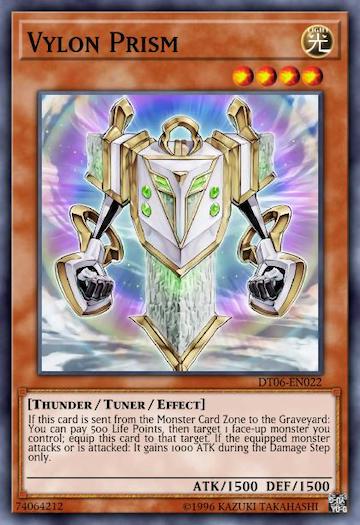 Vylon Prism
LIGHT
光
DT06-EN022
[Thunder / Tuner / Effect]
If this card is sent from the Monster Card Zone to the Graveyard:
You can pay 500 Life Points, then target 1 face-up monster you
control; equip this card to that target. If the equipped monster
attacks or is attacked: It gains 1000 ATK during the Damage Step
only.
ATK/1500 DEF/1500
74064212
©1996 KAZUKI TAKAHASHI